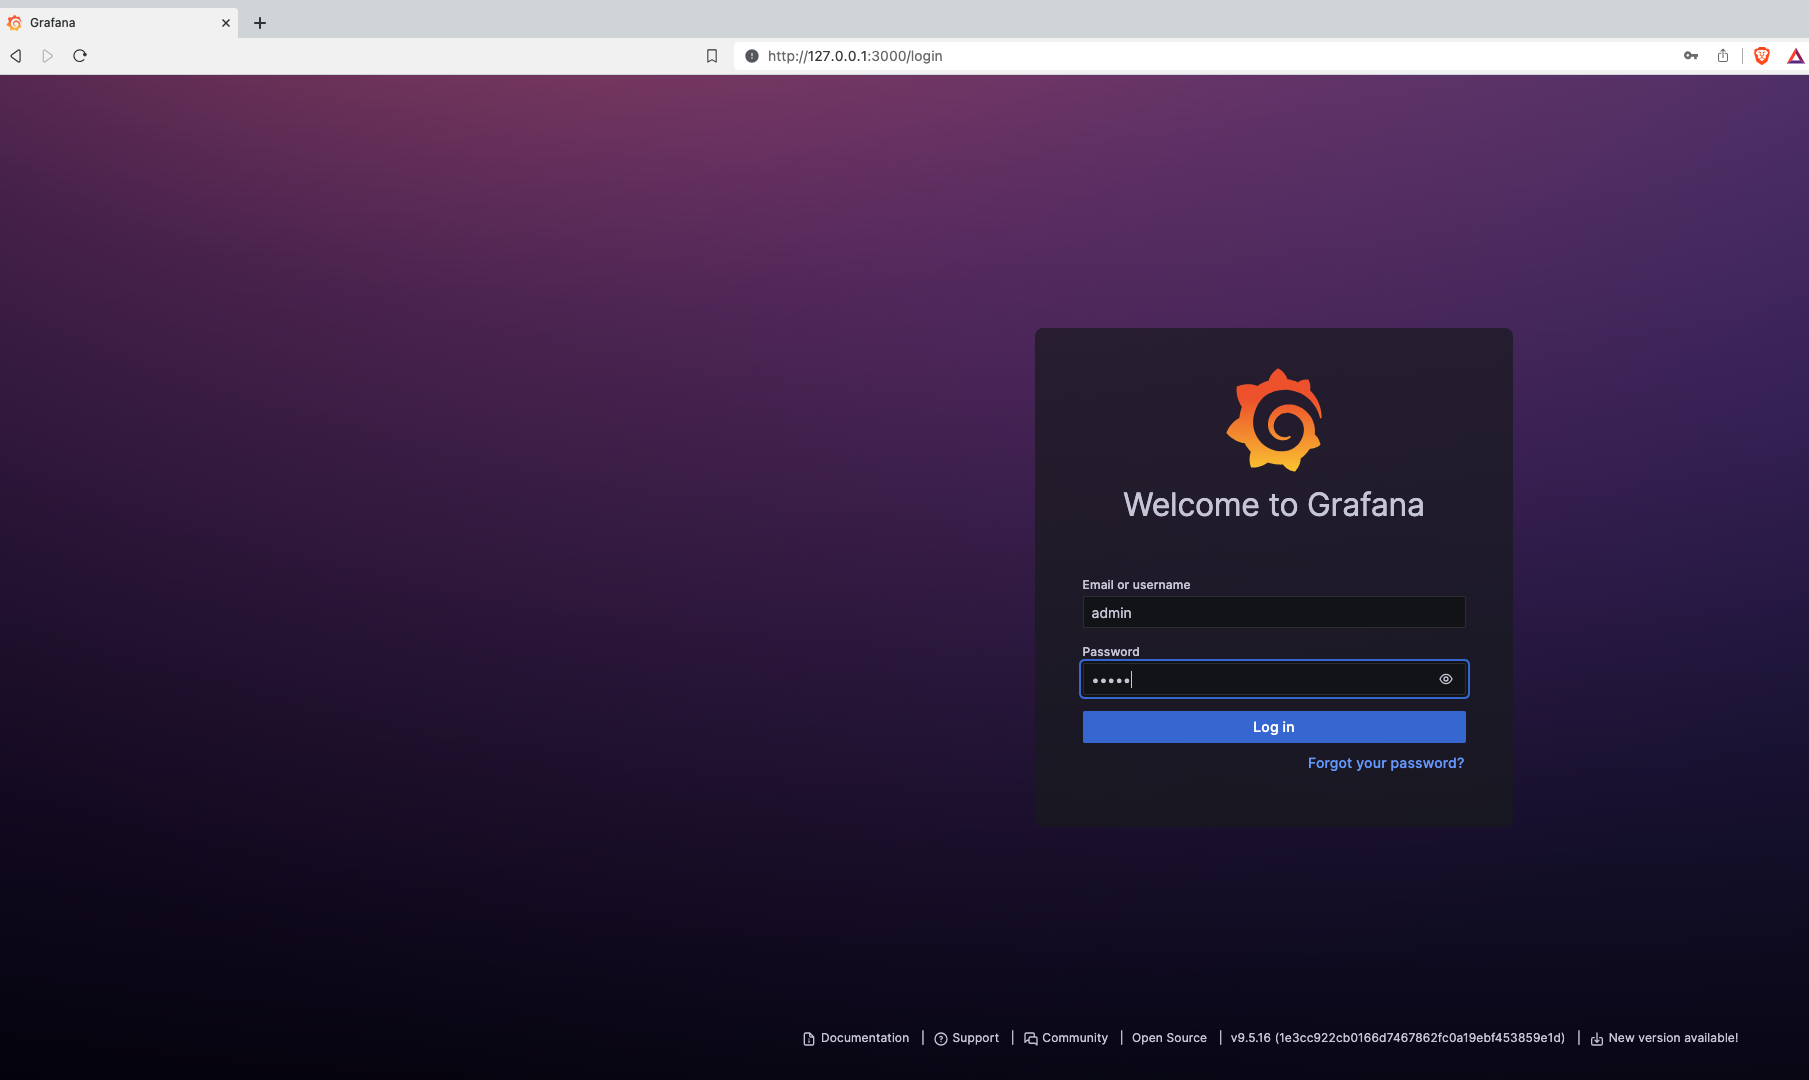 Grafana
http://127.0.0.1:3000/login
Welcome to Grafana
Email or username
admin
Password
•••••
Log in
Forgot your password?
Documentation | Support | Community | Open Source | v9.5.16 (1e3cc922cb0166d7467862fc0a19ebf453859e1d) | New version available!